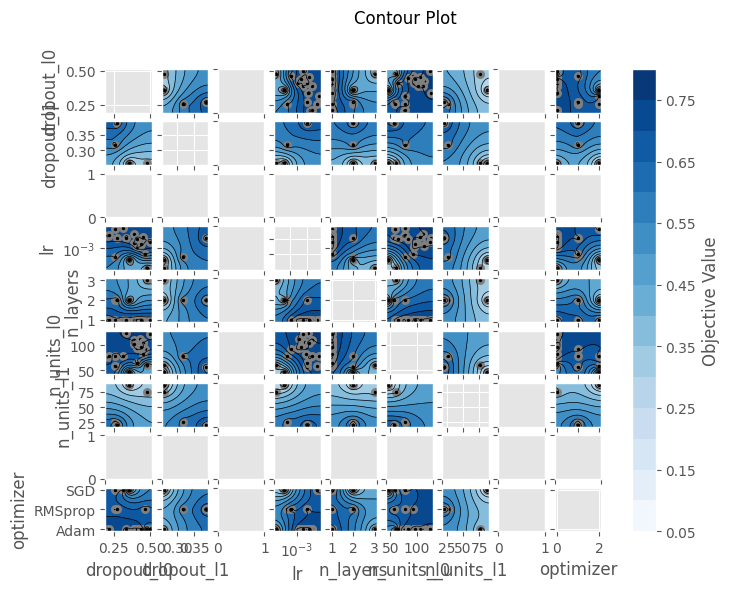 Contour Plot
dropout_l0
0.50
0.25
dropout_l1
0.35
0.30
1
0
lr
10⁻³
n_layers
3
2
1
n_units_l0
100
50
n_units_l1
75
50
25
1
0
optimizer
SGD
RMSprop
Adam
0.25 0.50 0.30 0.35 0 1 10⁻³ 1 2 3 50 100 25 50 75 0 1 0 2
dropout_l0 dropout_l1 lr n_layers n_units_l0 n_units_l1 optimizer
0.75
0.65
0.55
0.45
0.35
0.25
0.15
0.05
Objective Value